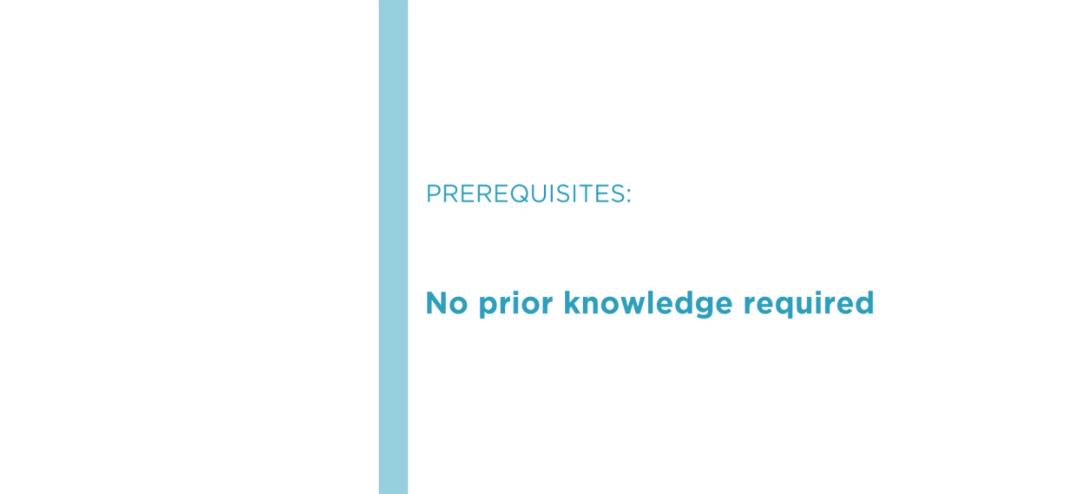 PREREQUISITES:
No prior knowledge required